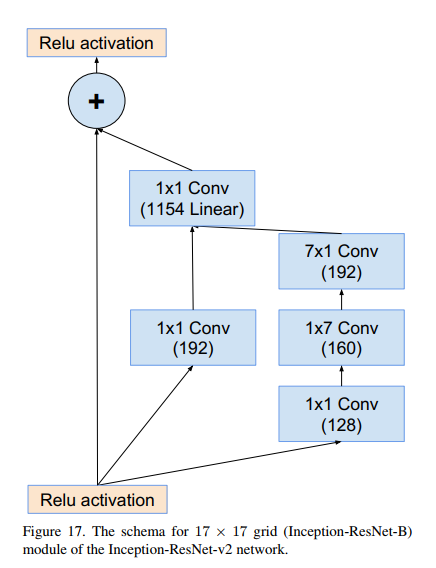 Relu activation
+
1x1 Conv
(1154 Linear)
7x1 Conv
(192)
1x1 Conv
(192)
1x7 Conv
(160)
1x1 Conv
(128)
Relu activation
Figure 17. The schema for 17 × 17 grid (Inception-ResNet-B)
module of the Inception-ResNet-v2 network.